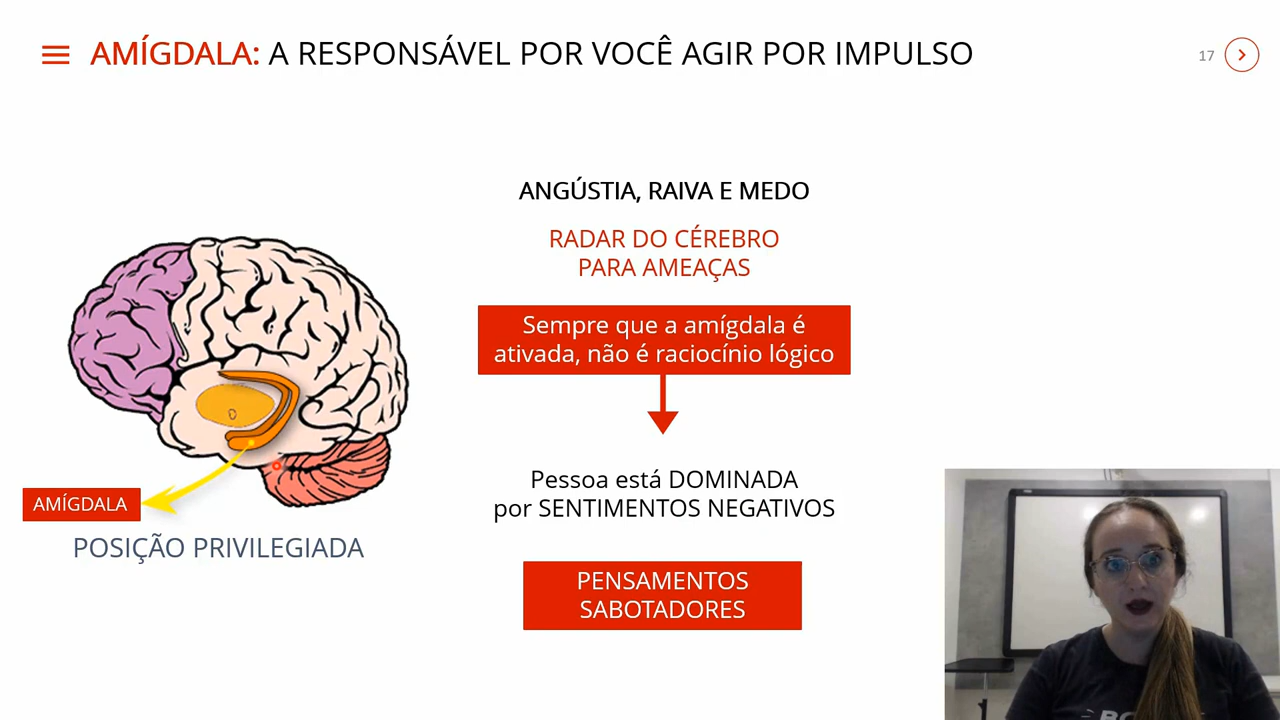 AMÍGDALA: A RESPONSÁVEL POR VOCÊ AGIR POR IMPULSO
17
ANGÚSTIA, RAIVA E MEDO
RADAR DO CÉREBRO
PARA AMEAÇAS
Sempre que a amígdala é
ativada, não é raciocínio lógico
Pessoa está DOMINADA
por SENTIMENTOS NEGATIVOS
PENSAMENTOS
SABOTADORES
AMÍGDALA
POSIÇÃO PRIVILEGIADA